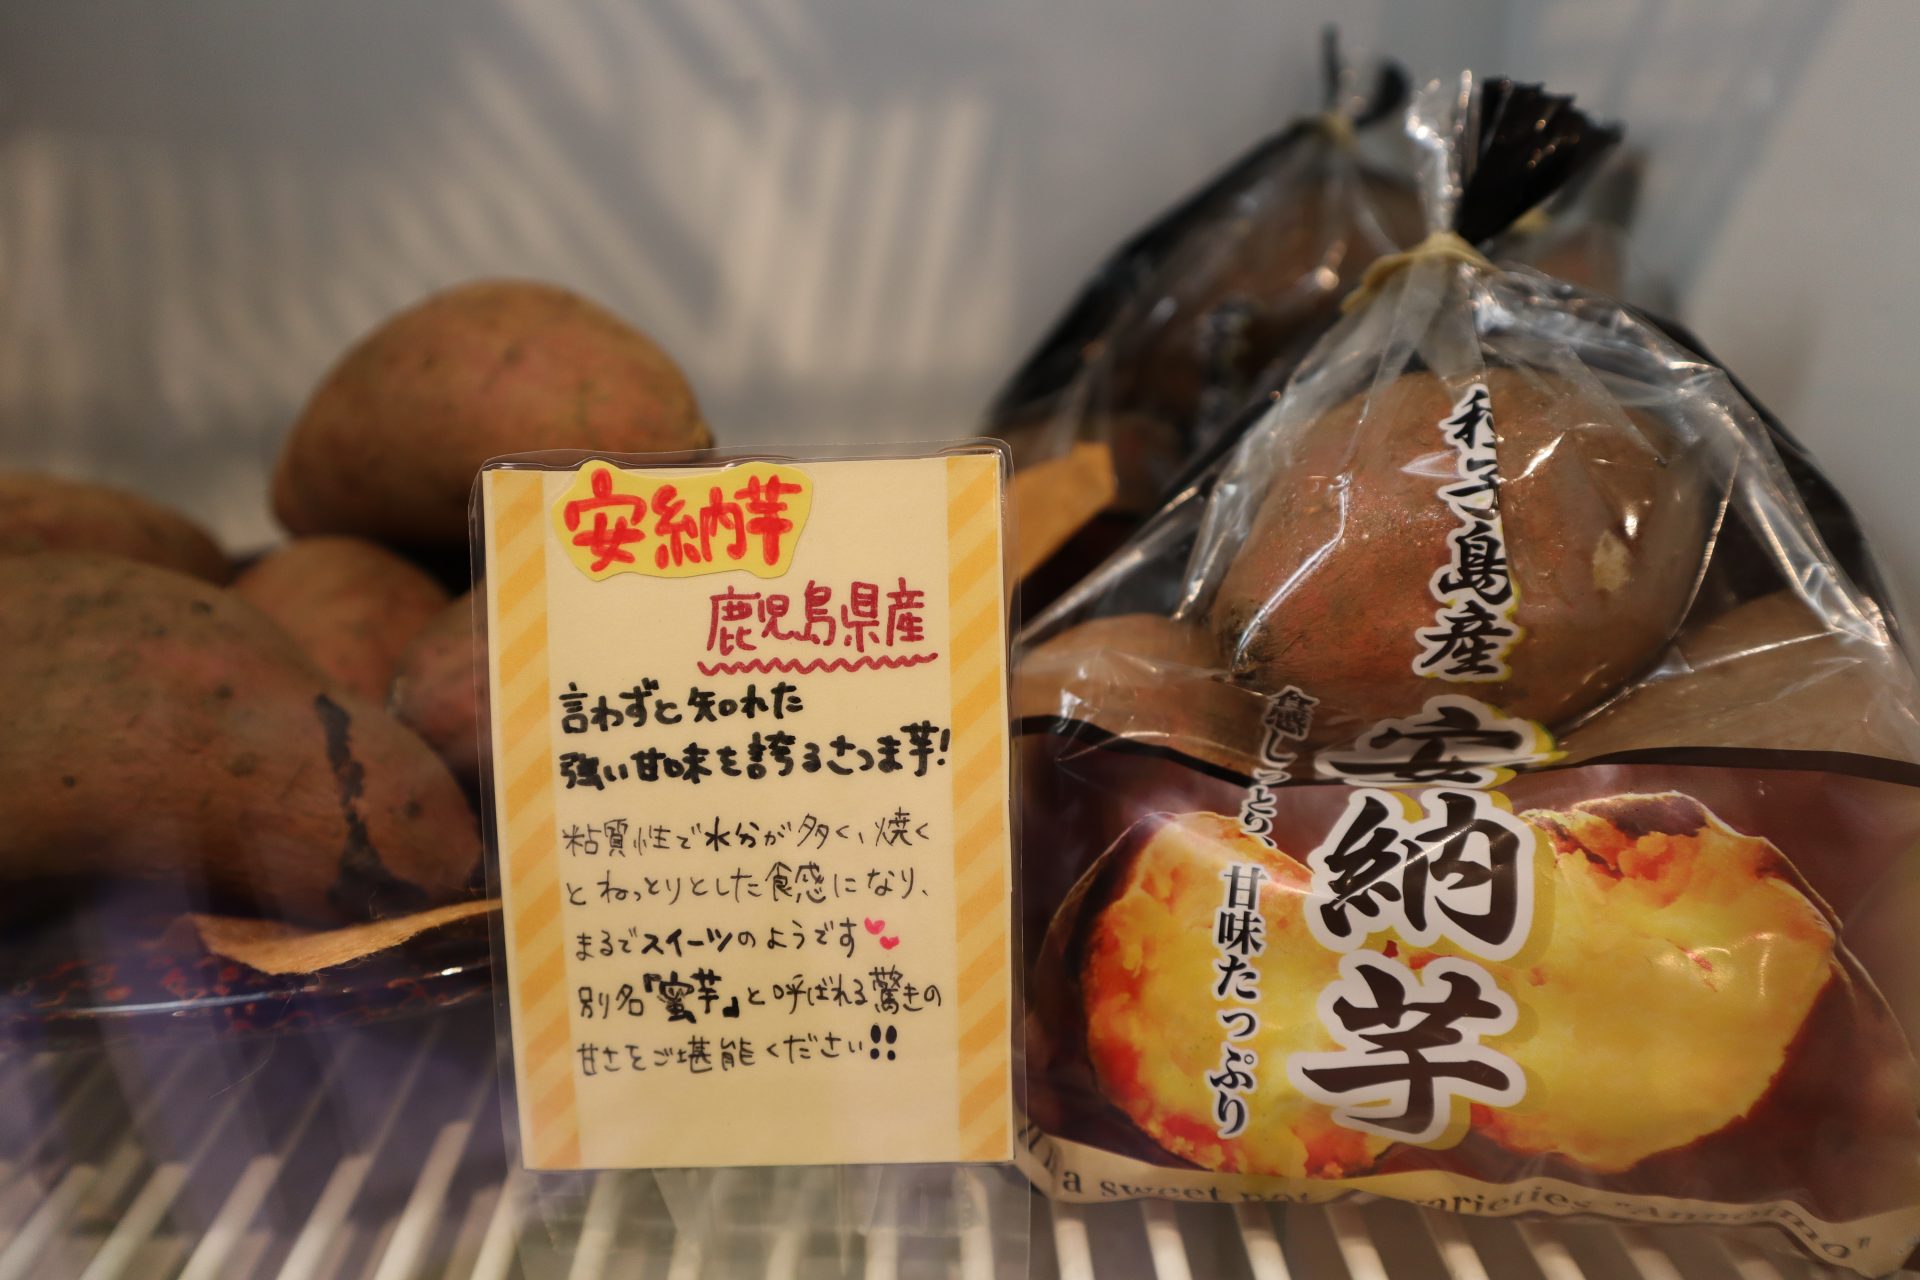 安納芋
鹿児島県産
言わずと知れた
強い甘味を誇るさつま芋!
粘質性で水分が多く、焼く
とねっとりとした食感になり、
まるでスイーツのようです
別名『蜜芋』と呼ばれる驚きの
甘さをご堪能ください!!
種子島産
安納芋
食感しっとり、甘味たっぷり
a sweet varieties "Annoimo"